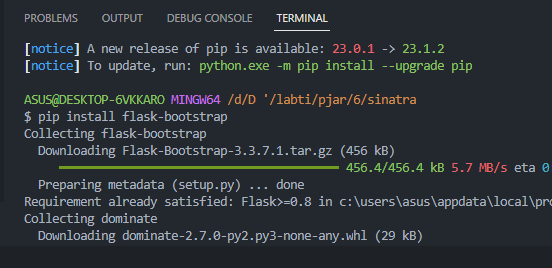 PROBLEMS OUTPUT DEBUG CONSOLE TERMINAL
[notice] A new release of pip is available: 23.0.1 -> 23.1.2
[notice] To update, run: python.exe -m pip install --upgrade pip
ASUS@DESKTOP-6VKKARO MINGW64 /d/D '/labti/pjar/6/sinatra
$ pip install flask-bootstrap
Collecting flask-bootstrap
Downloading Flask-Bootstrap-3.3.7.1.tar.gz (456 kB)
456.4/456.4 kB 5.7 MB/s eta 0
Preparing metadata (setup.py) ... done
Requirement already satisfied: Flask>=0.8 in c:\users\asus\appdata\local\pro
Collecting dominate
Downloading dominate-2.7.0-py2.py3-none-any.whl (29 kB)